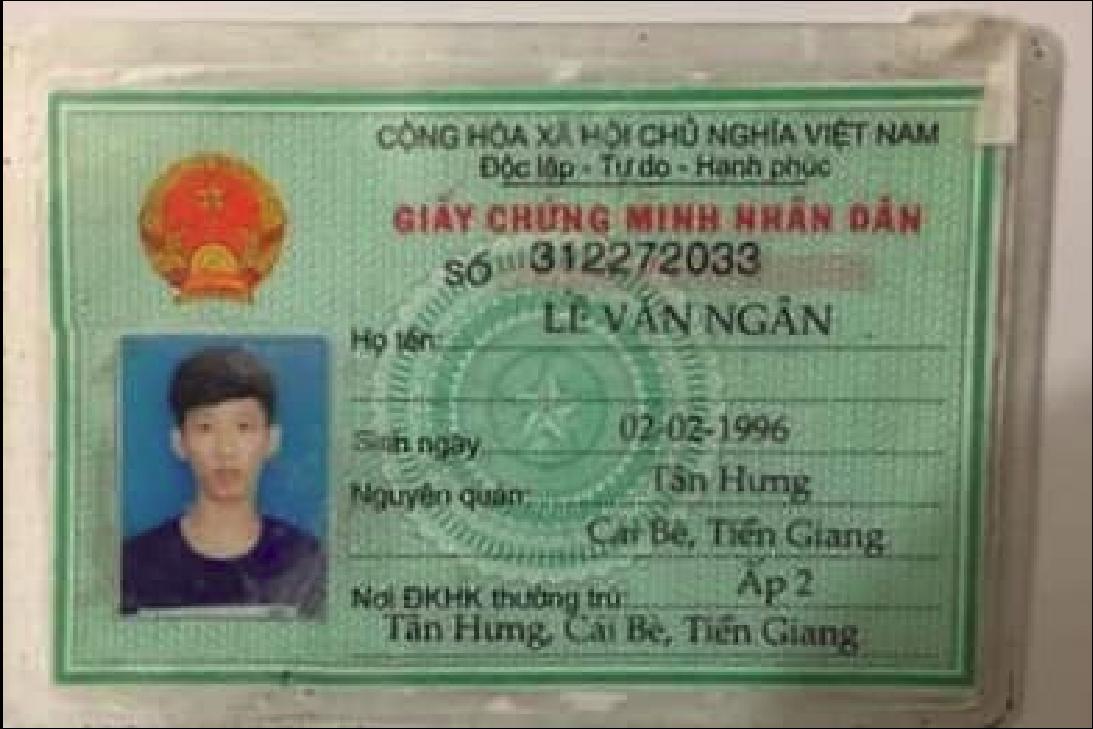 CỘNG HÒA XÃ HỘI CHỦ NGHĨA VIỆT NAM
Độc lập - Tự do - Hạnh phúc
GIẤY CHỨNG MINH NHÂN DÂN
SỐ 312272033
Họ tên: LÊ VĂN NGÂN
Sinh ngày 02-02-1996
Nguyên quán: Tân Hưng
Cái Bè, Tiền Giang
Nơi ĐKHK thường trú: Ấp 2
Tân Hưng, Cái Bè, Tiền Giang